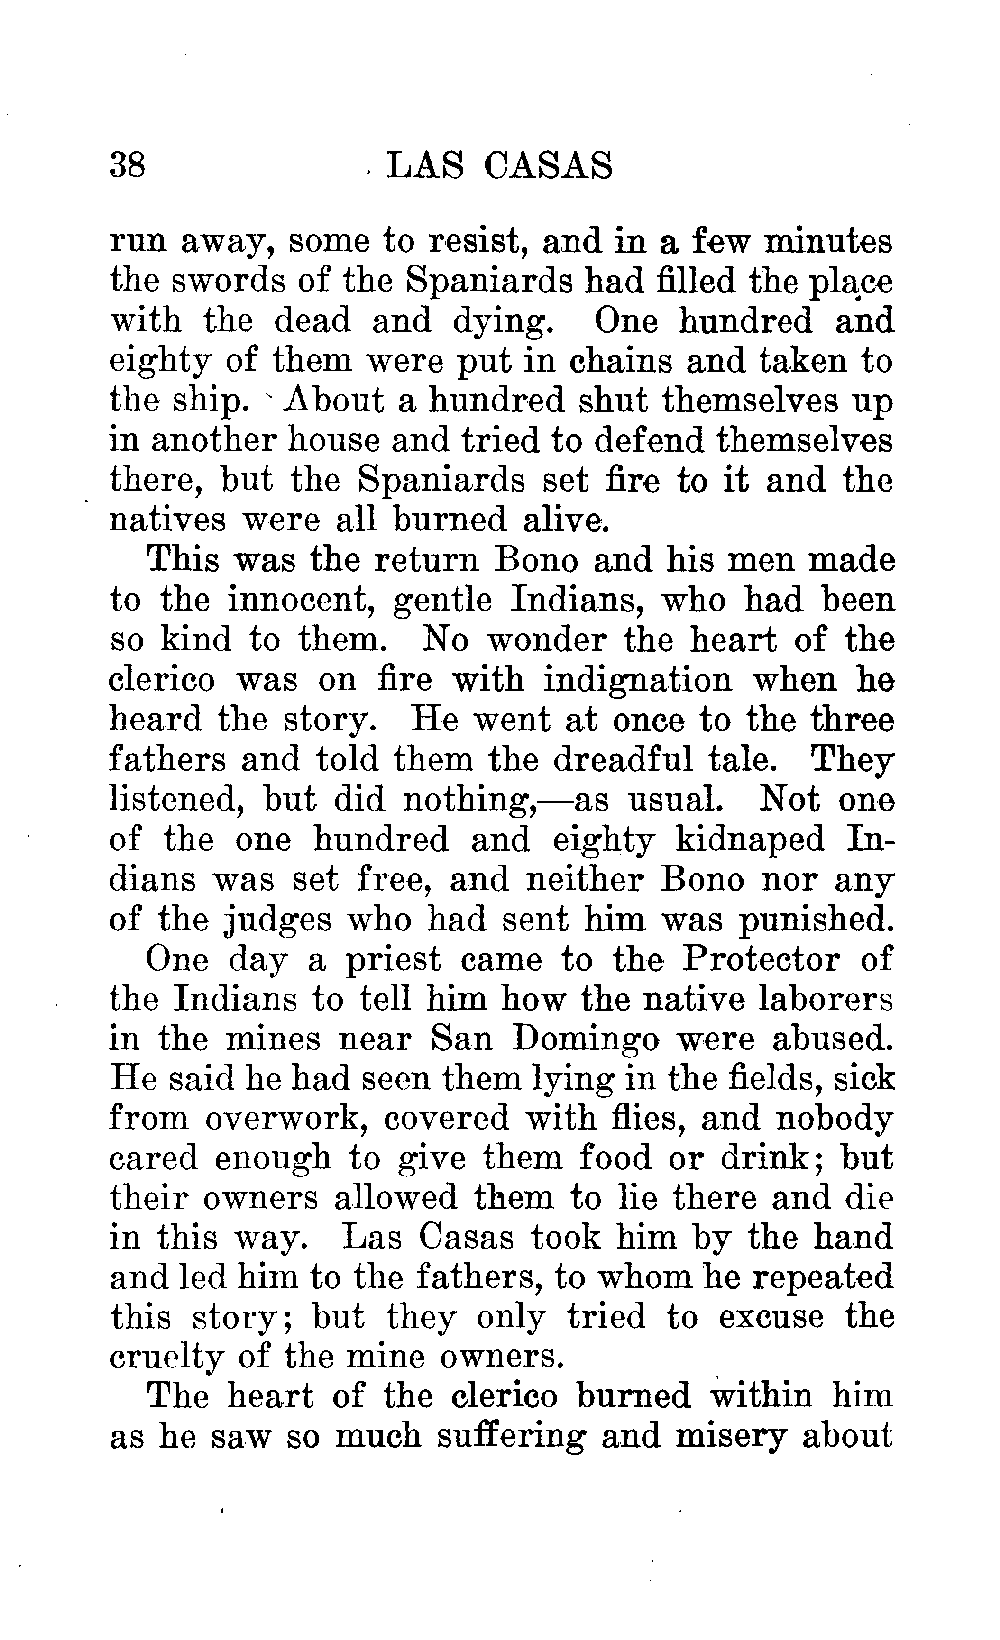 38 LAS CASAS
run away, some to resist, and in a few minutes
the swords of the Spaniards had filled the place
with the dead and dying. One hundred and
eighty of them were put in chains and taken to
the ship. About a hundred shut themselves up
in another house and tried to defend themselves
there, but the Spaniards set fire to it and the
natives were all burned alive.
This was the return Bono and his men made
to the innocent, gentle Indians, who had been
so kind to them. No wonder the heart of the
clerico was on fire with indignation when he
heard the story. He went at once to the three
fathers and told them the dreadful tale. They
listened, but did nothing,—as usual. Not one
of the one hundred and eighty kidnaped In-
dians was set free, and neither Bono nor any
of the judges who had sent him was punished.
One day a priest came to the Protector of
the Indians to tell him how the native laborers
in the mines near San Domingo were abused.
He said he had seen them lying in the fields, sick
from overwork, covered with flies, and nobody
cared enough to give them food or drink; but
their owners allowed them to lie there and die
in this way. Las Casas took him by the hand
and led him to the fathers, to whom he repeated
this story; but they only tried to excuse the
cruelty of the mine owners.
The heart of the clerico burned within him
as he saw so much suffering and misery about